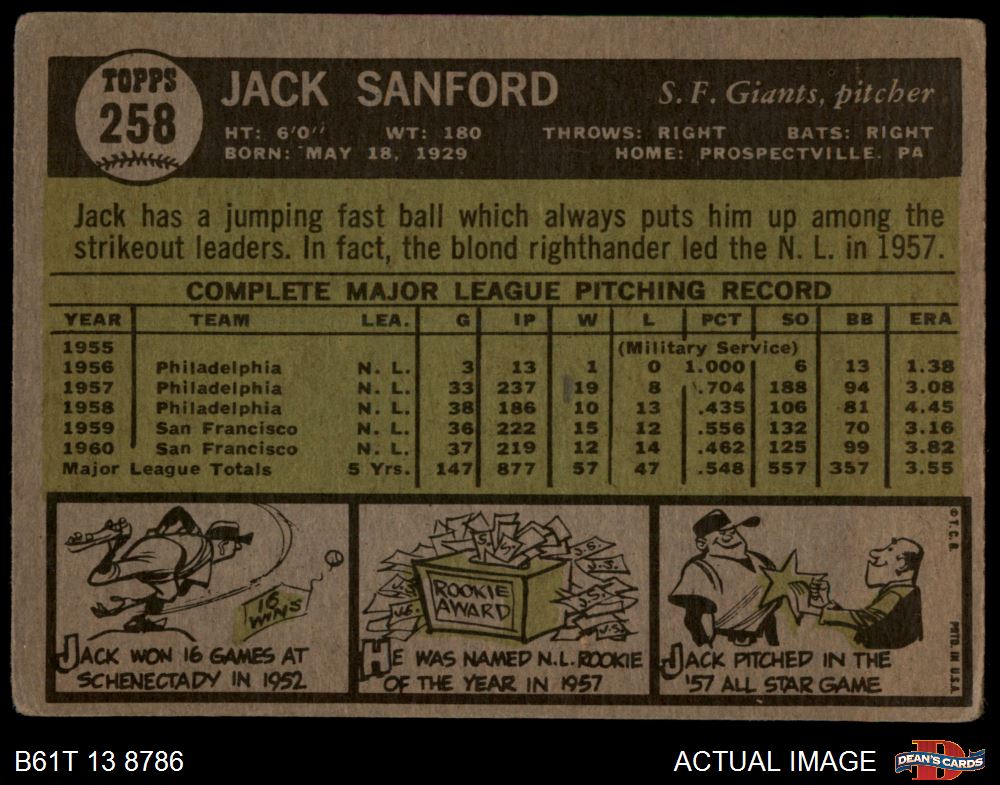 TOPPS
258
JACK SANFORD
S. F. Giants, pitcher
HT: 6'0" WT: 180 THROWS: RIGHT BATS: RIGHT
BORN: MAY 18, 1929 HOME: PROSPECTVILLE, PA
Jack has a jumping fast ball which always puts him up among the
strikeout leaders. In fact, the blond righthander led the N. L. in 1957.
COMPLETE MAJOR LEAGUE PITCHING RECORD
YEAR TEAM LEA. G IP W L PCT SO BB ERA
1955 (Military Service)
1956 Philadelphia N. L. 3 13 1 0 1.000 6 13 1.38
1957 Philadelphia N. L. 33 237 19 8 .704 188 94 3.08
1958 Philadelphia N. L. 38 186 10 13 .435 106 81 4.45
1959 San Francisco N. L. 36 222 15 12 .556 132 70 3.16
1960 San Francisco N. L. 37 219 12 14 .462 125 99 3.82
Major League Totals 5 Yrs. 147 877 57 47 .548 557 357 3.55
16
WINS
JACK WON 16 GAMES AT
SCHENECTADY IN 1952
J.S.
J.S.
J.S.
ROOKIE
AWARD
HE WAS NAMED N.L. ROOKIE
OF THE YEAR IN 1957
JACK PITCHED IN THE
'57 ALL STAR GAME
© T. C. G.
PRTD. IN U.S.A.
B61T 13 8786
ACTUAL IMAGE
DEAN'S CARDS